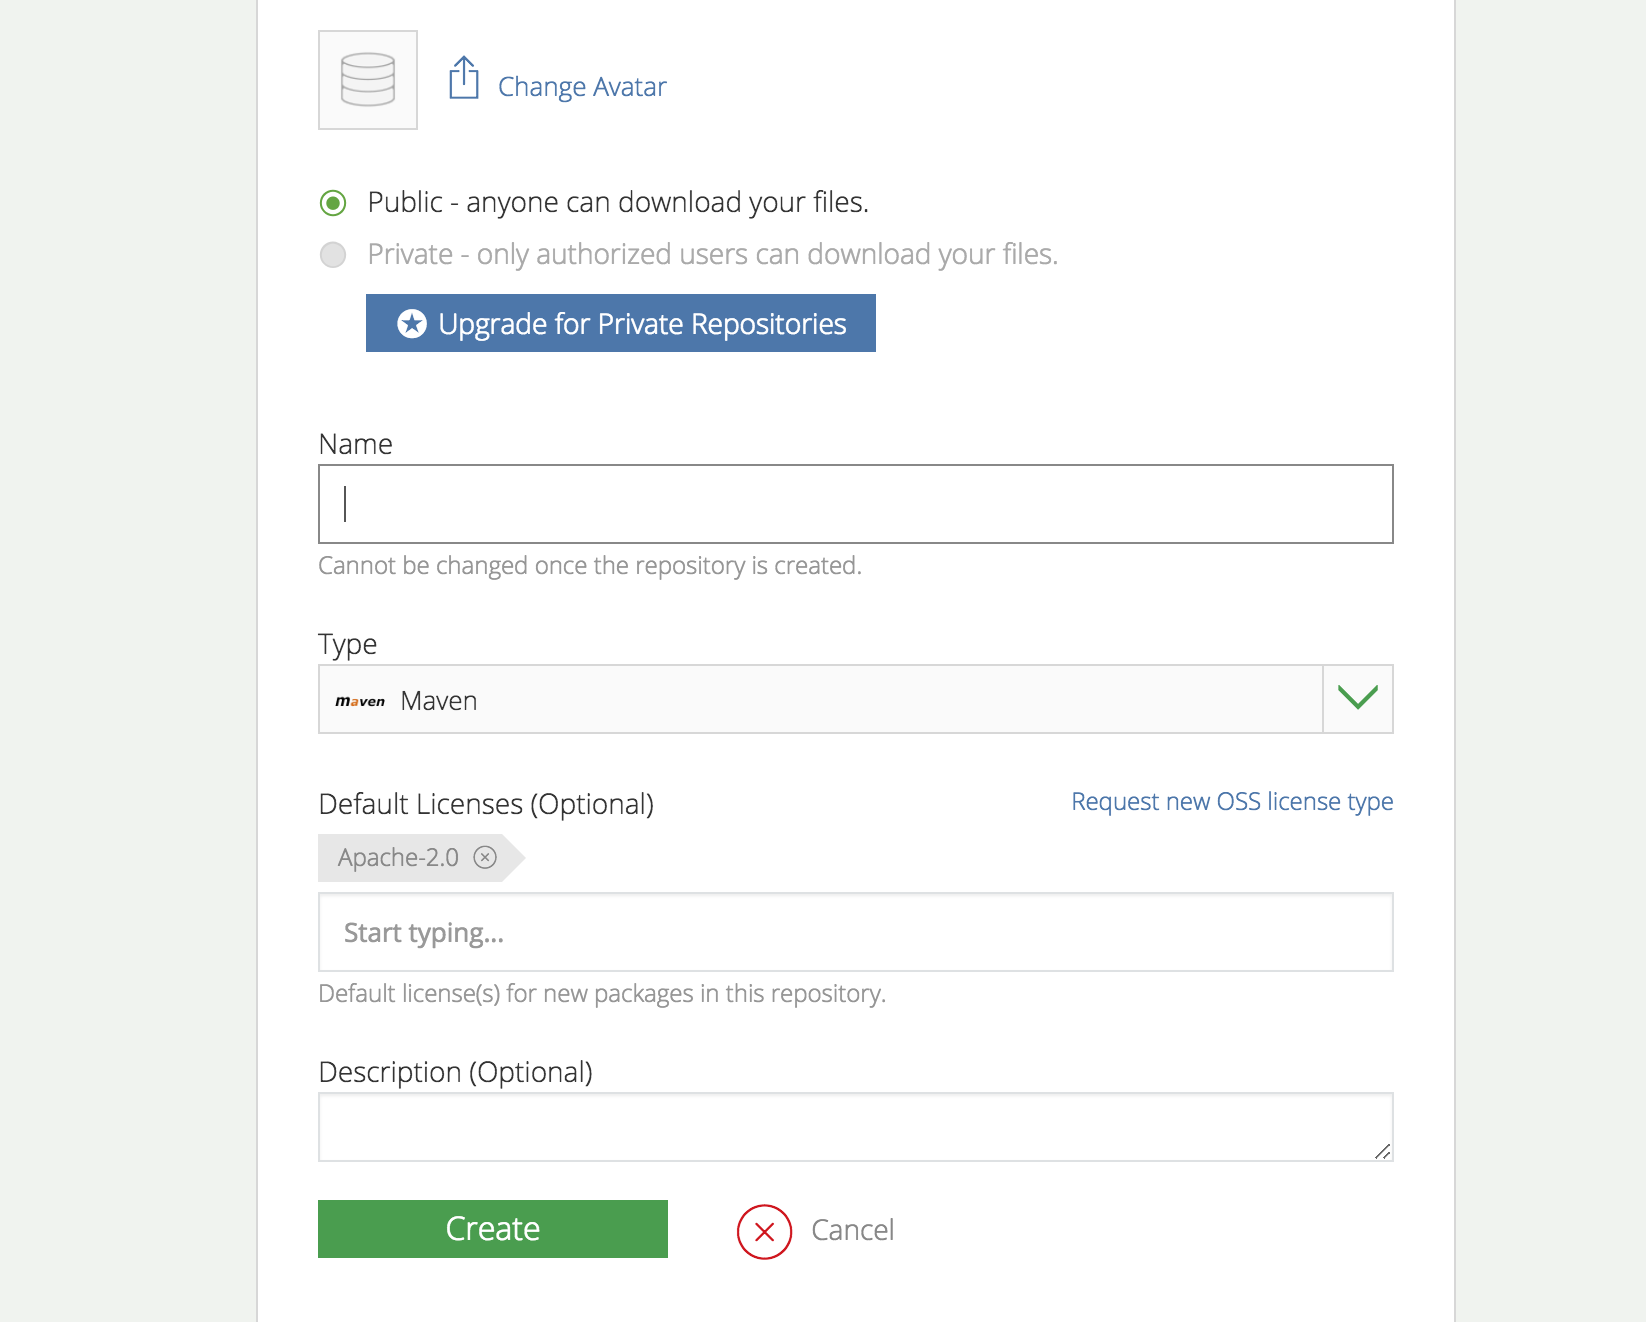 Change Avatar
Public - anyone can download your files.
Private - only authorized users can download your files.
Upgrade for Private Repositories
Name
Cannot be changed once the repository is created.
Type
maven Maven
Default Licenses (Optional) Request new OSS license type
Apache-2.0
Start typing...
Default license(s) for new packages in this repository.
Description (Optional)
Create Cancel